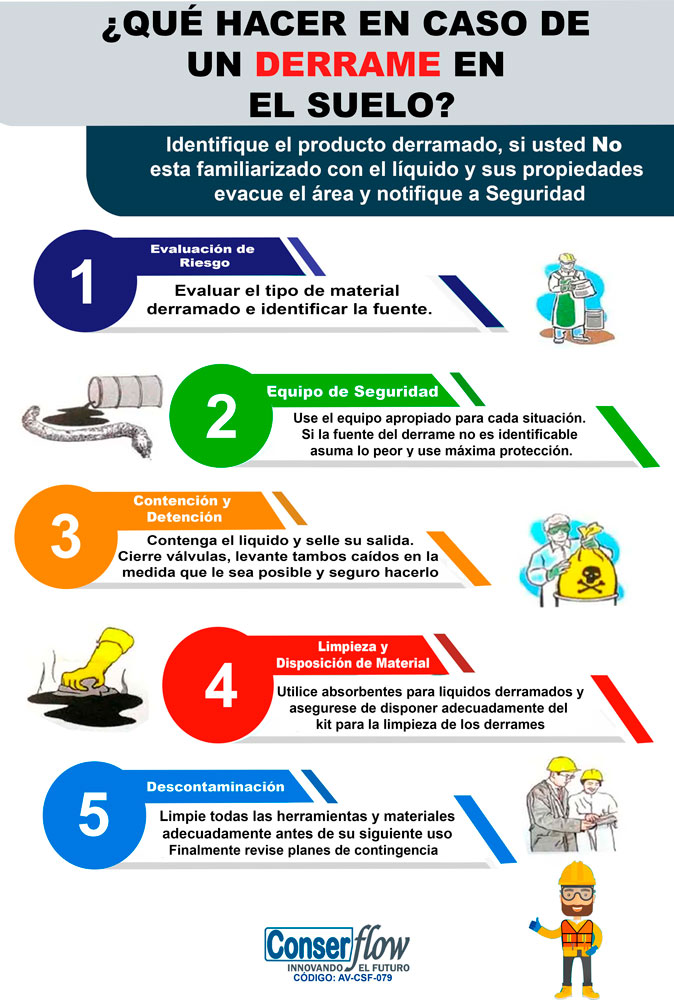 ¿QUÉ HACER EN CASO DE
UN DERRAME EN
EL SUELO?
Identifique el producto derramado, si usted No
esta familiarizado con el líquido y sus propiedades
evacue el área y notifique a Seguridad
1
Evaluación de
Riesgo
Evaluar el tipo de material
derramado e identificar la fuente.
2
Equipo de Seguridad
Use el equipo apropiado para cada situación.
Si la fuente del derrame no es identificable
asuma lo peor y use máxima protección.
3
Contención y
Detención
Contenga el liquido y selle su salida.
Cierre válvulas, levante tambos caídos en la
medida que le sea posible y seguro hacerlo
4
Limpieza y
Disposición de Material
Utilice absorbentes para liquidos derramados y
asegurese de disponer adecuadamente del
kit para la limpieza de los derrames
5
Descontaminación
Limpie todas las herramientas y materiales
adecuadamente antes de su siguiente uso
Finalmente revise planes de contingencia
Conserflow
INNOVANDO EL FUTURO
CÓDIGO: AV-CSF-079